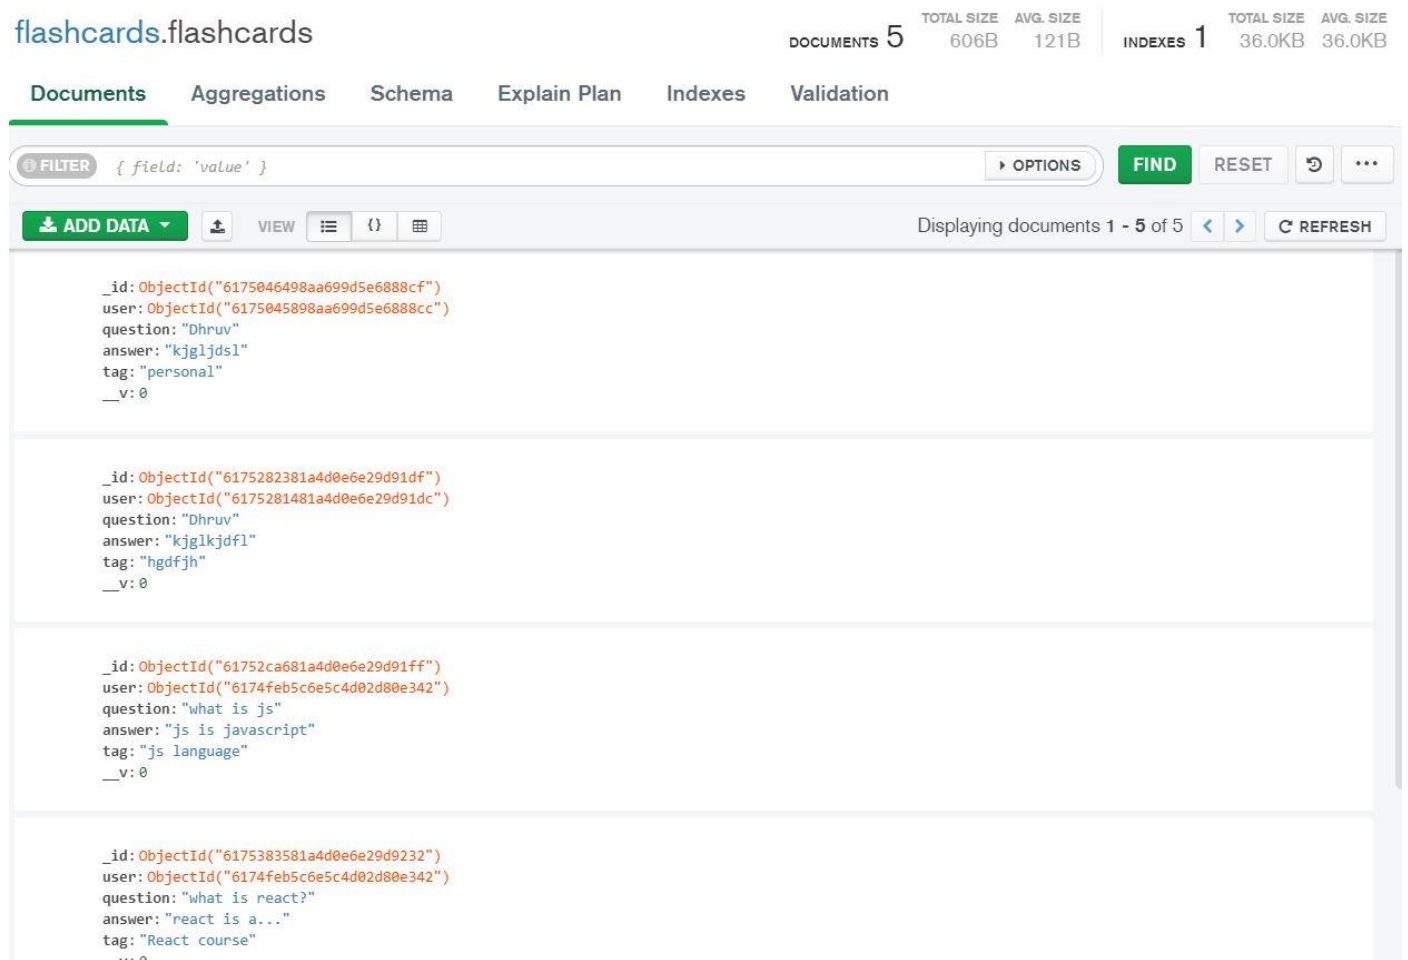 flashcards.flashcards
DOCUMENTS 5 TOTAL SIZE 606B AVG. SIZE 121B INDEXES 1 TOTAL SIZE 36.0KB AVG. SIZE 36.0KB
Documents Aggregations Schema Explain Plan Indexes Validation
FILTER { field: 'value' } OPTIONS FIND RESET
ADD DATA VIEW {} Displaying documents 1 - 5 of 5 REFRESH
_id: ObjectId("6175046498aa699d5e6888cf")
user: ObjectId("6175045898aa699d5e6888cc")
question: "Dhruv"
answer: "kjgljdsl"
tag: "personal"
__v: 0
_id: ObjectId("6175282381a4d0e6e29d91df")
user: ObjectId("6175281481a4d0e6e29d91dc")
question: "Dhruv"
answer: "kjglkjdfl"
tag: "hgdfjh"
__v: 0
_id: ObjectId("61752ca681a4d0e6e29d91ff")
user: ObjectId("6174feb5c6e5c4d02d80e342")
question: "what is js"
answer: "js is javascript"
tag: "js language"
__v: 0
_id: ObjectId("6175383581a4d0e6e29d9232")
user: ObjectId("6174feb5c6e5c4d02d80e342")
question: "what is react?"
answer: "react is a..."
tag: "React course"